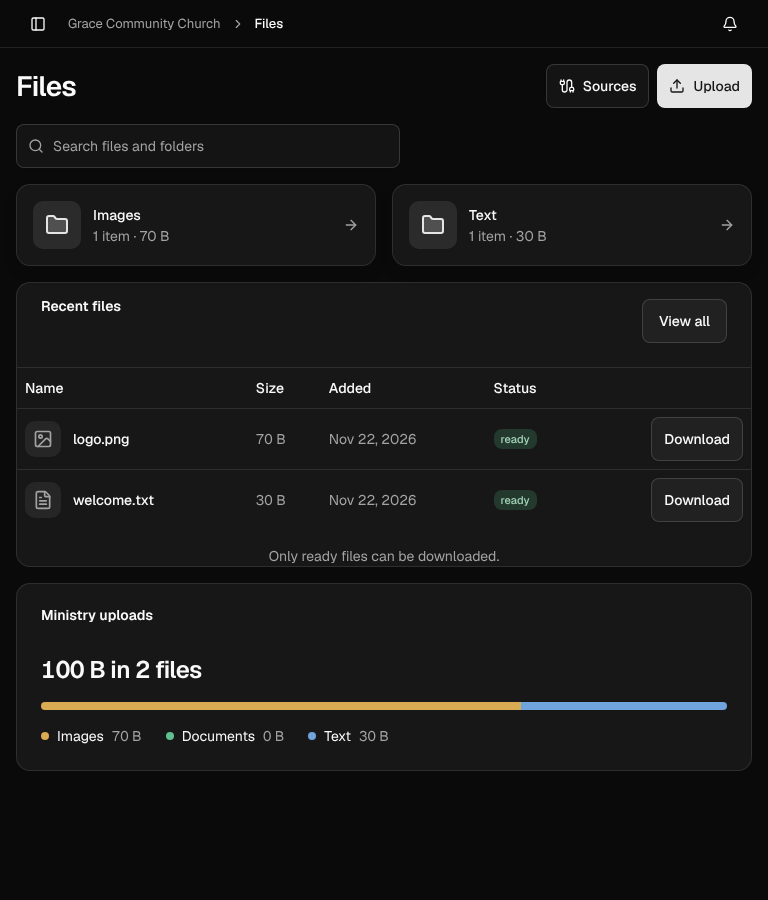 Grace Community Church > Files
Files
Sources
Upload
Search files and folders
Images
1 item · 70 B
Text
1 item · 30 B
Recent files
View all
Name Size Added Status
logo.png 70 B Nov 22, 2026 ready Download
welcome.txt 30 B Nov 22, 2026 ready Download
Only ready files can be downloaded.
Ministry uploads
100 B in 2 files
Images 70 B Documents 0 B Text 30 B